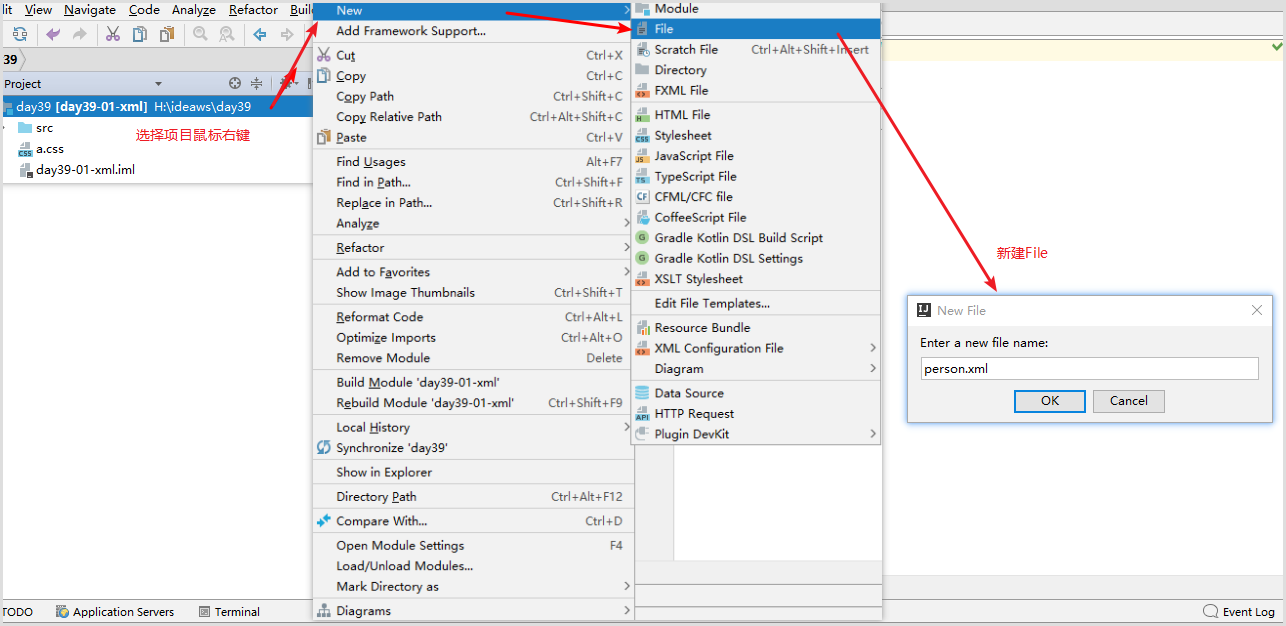 lit View Navigate Code Analyze Refactor Buil
39
Project
day39 [day39-01-xml] H:\ideaws\day39
src
a.css
day39-01-xml.iml
选择项目鼠标右键
New
Add Framework Support...
Cut Ctrl+X
Copy Ctrl+C
Copy Path Ctrl+Shift+C
Copy Relative Path Ctrl+Alt+Shift+C
Paste Ctrl+V
Find Usages Alt+F7
Find in Path... Ctrl+Shift+F
Replace in Path... Ctrl+Shift+R
Analyze
Refactor
Add to Favorites
Show Image Thumbnails Ctrl+Shift+T
Reformat Code Ctrl+Alt+L
Optimize Imports Ctrl+Alt+O
Remove Module Delete
Build Module 'day39-01-xml'
Rebuild Module 'day39-01-xml' Ctrl+Shift+F9
Local History
Synchronize 'day39'
Show in Explorer
Directory Path Ctrl+Alt+F12
Compare With... Ctrl+D
Open Module Settings F4
Load/Unload Modules...
Mark Directory as
Diagrams
Module
File
Scratch File Ctrl+Alt+Shift+Insert
Directory
FXML File
HTML File
Stylesheet
JavaScript File
TypeScript File
CFML/CFC file
CoffeeScript File
Gradle Kotlin DSL Build Script
Gradle Kotlin DSL Settings
XSLT Stylesheet
Edit File Templates...
Resource Bundle
XML Configuration File
Diagram
Data Source
HTTP Request
Plugin DevKit
新建File
New File
Enter a new file name:
person.xml
OK Cancel
TODO Application Servers Terminal Event Log